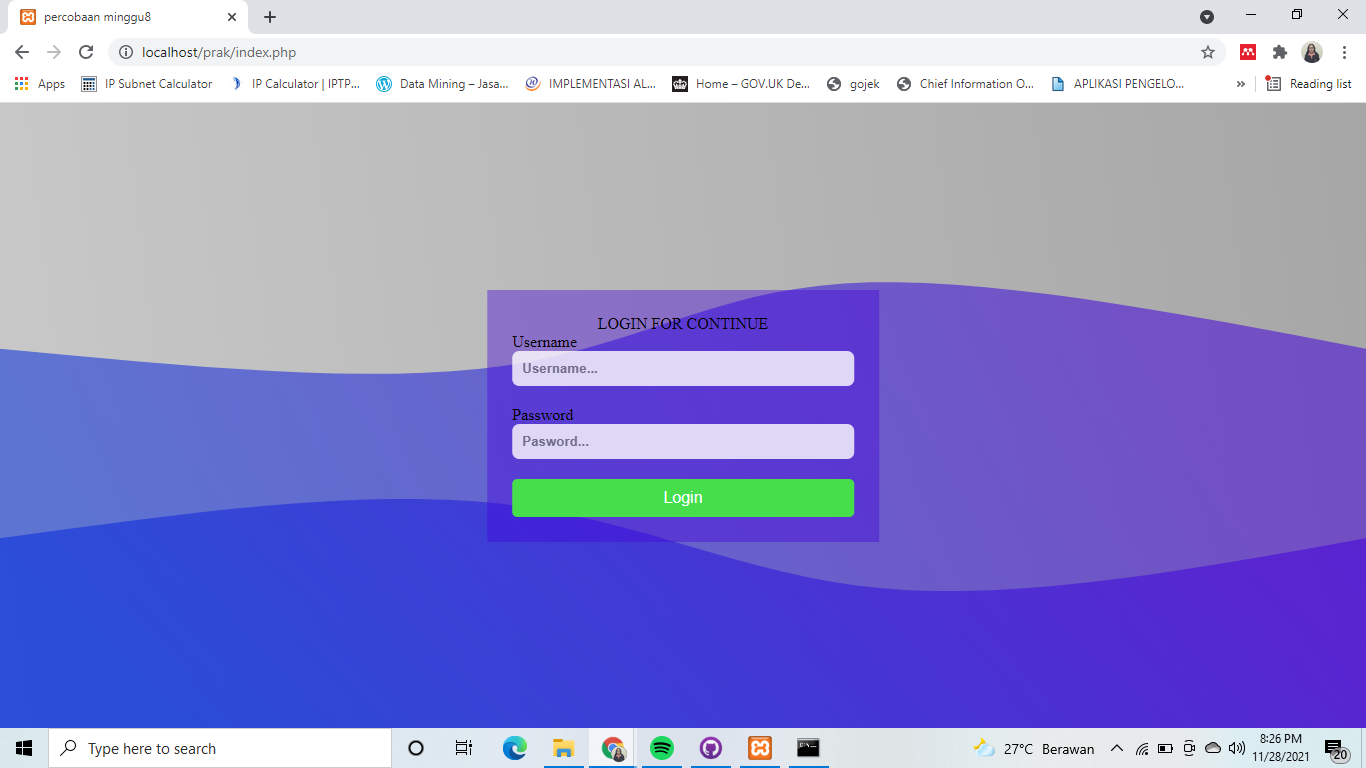 percobaan minggu8
localhost/prak/index.php
Apps
IP Subnet Calculator
IP Calculator | IPTP...
Data Mining – Jasa...
IMPLEMENTASI AL...
Home – GOV.UK De...
gojek
Chief Information O...
APLIKASI PENGELO...
»
Reading list
LOGIN FOR CONTINUE
Username
Username...
Password
Pasword...
Login
Type here to search
27°C Berawan
8:26 PM
11/28/2021
20